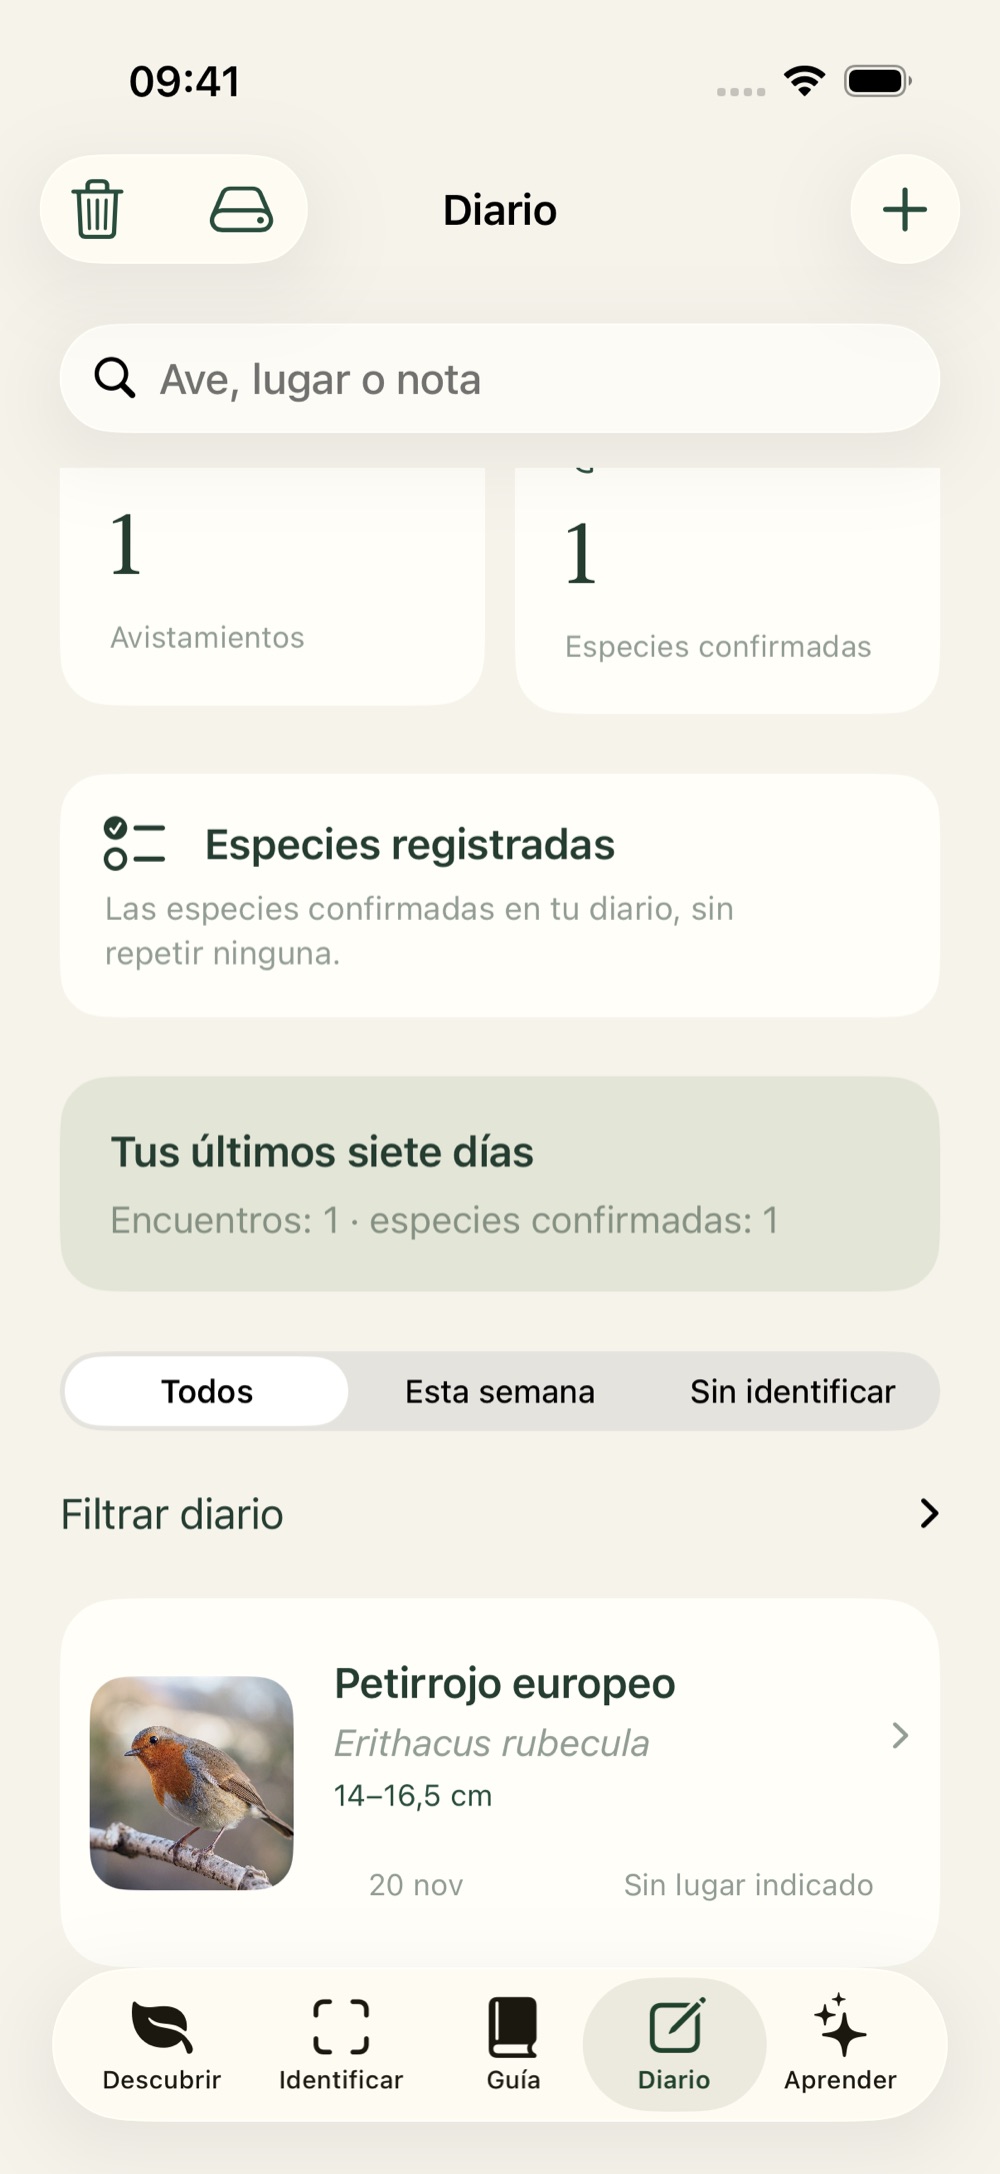 09:41
Diario
Ave, lugar o nota
1
Avistamientos
1
Especies confirmadas
Especies registradas
Las especies confirmadas en tu diario, sin
repetir ninguna.
Tus últimos siete días
Encuentros: 1 · especies confirmadas: 1
Todos
Esta semana
Sin identificar
Filtrar diario
Petirrojo europeo
Erithacus rubecula
14–16,5 cm
20 nov
Sin lugar indicado
Descubrir
Identificar
Guía
Diario
Aprender